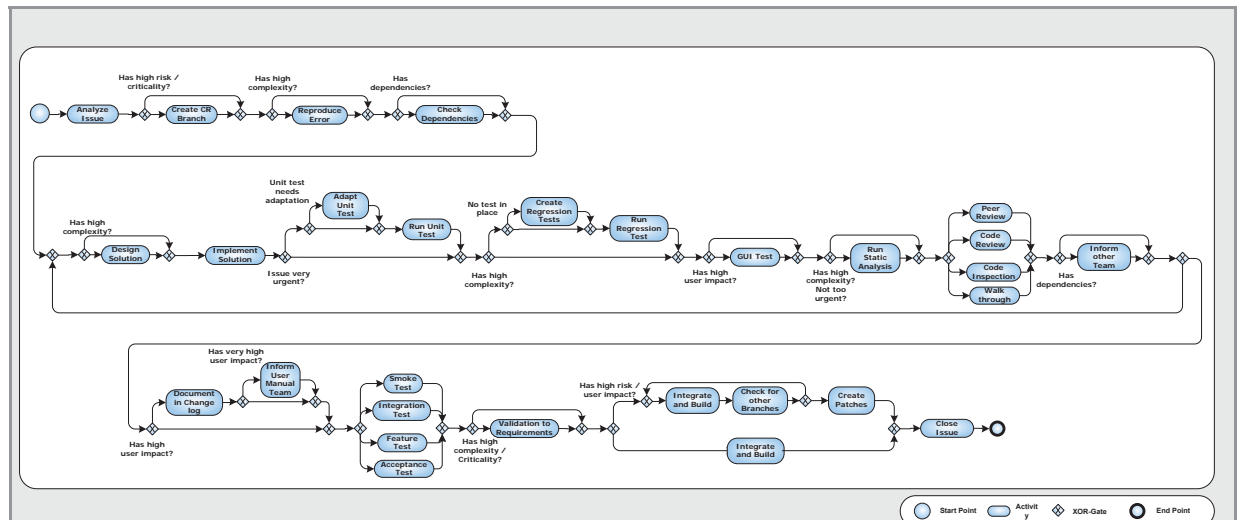 Has high risk /
criticality?
Has high
complexity?
Has
dependencies?
Analyze
Issue
Create CR
Branch
Reproduce
Error
Check
Dependencies
Unit test
needs
adaptation
Adapt
Unit
Test
No test in
place
Create
Regression
Tests
Has high
complexity?
Design
Solution
Implement
Solution
Issue very
urgent?
Run Unit Test
Has high
complexity?
Run
Regression
Test
Has high
user impact?
GUI Test
Has high
complexity?
Not too
urgent?
Run
Static
Analysis
Peer
Review
Code
Review
Code
Inspection
Walk
through
Has
dependencies?
Inform
other
Team
Has high
user impact?
Document
in Change
log
Has very high
user impact?
Inform
User
Manual
Team
Smoke
Test
Integration
Test
Feature
Test
Acceptance
Test
Has high
complexity /
Criticality?
Validation to
Requirements
Has high risk /
user impact?
Integrate
and Build
Check for
other
Branches
Create
Patches
Integrate
and Build
Close
Issue
Start Point
Activit
y
XOR-Gate
End Point